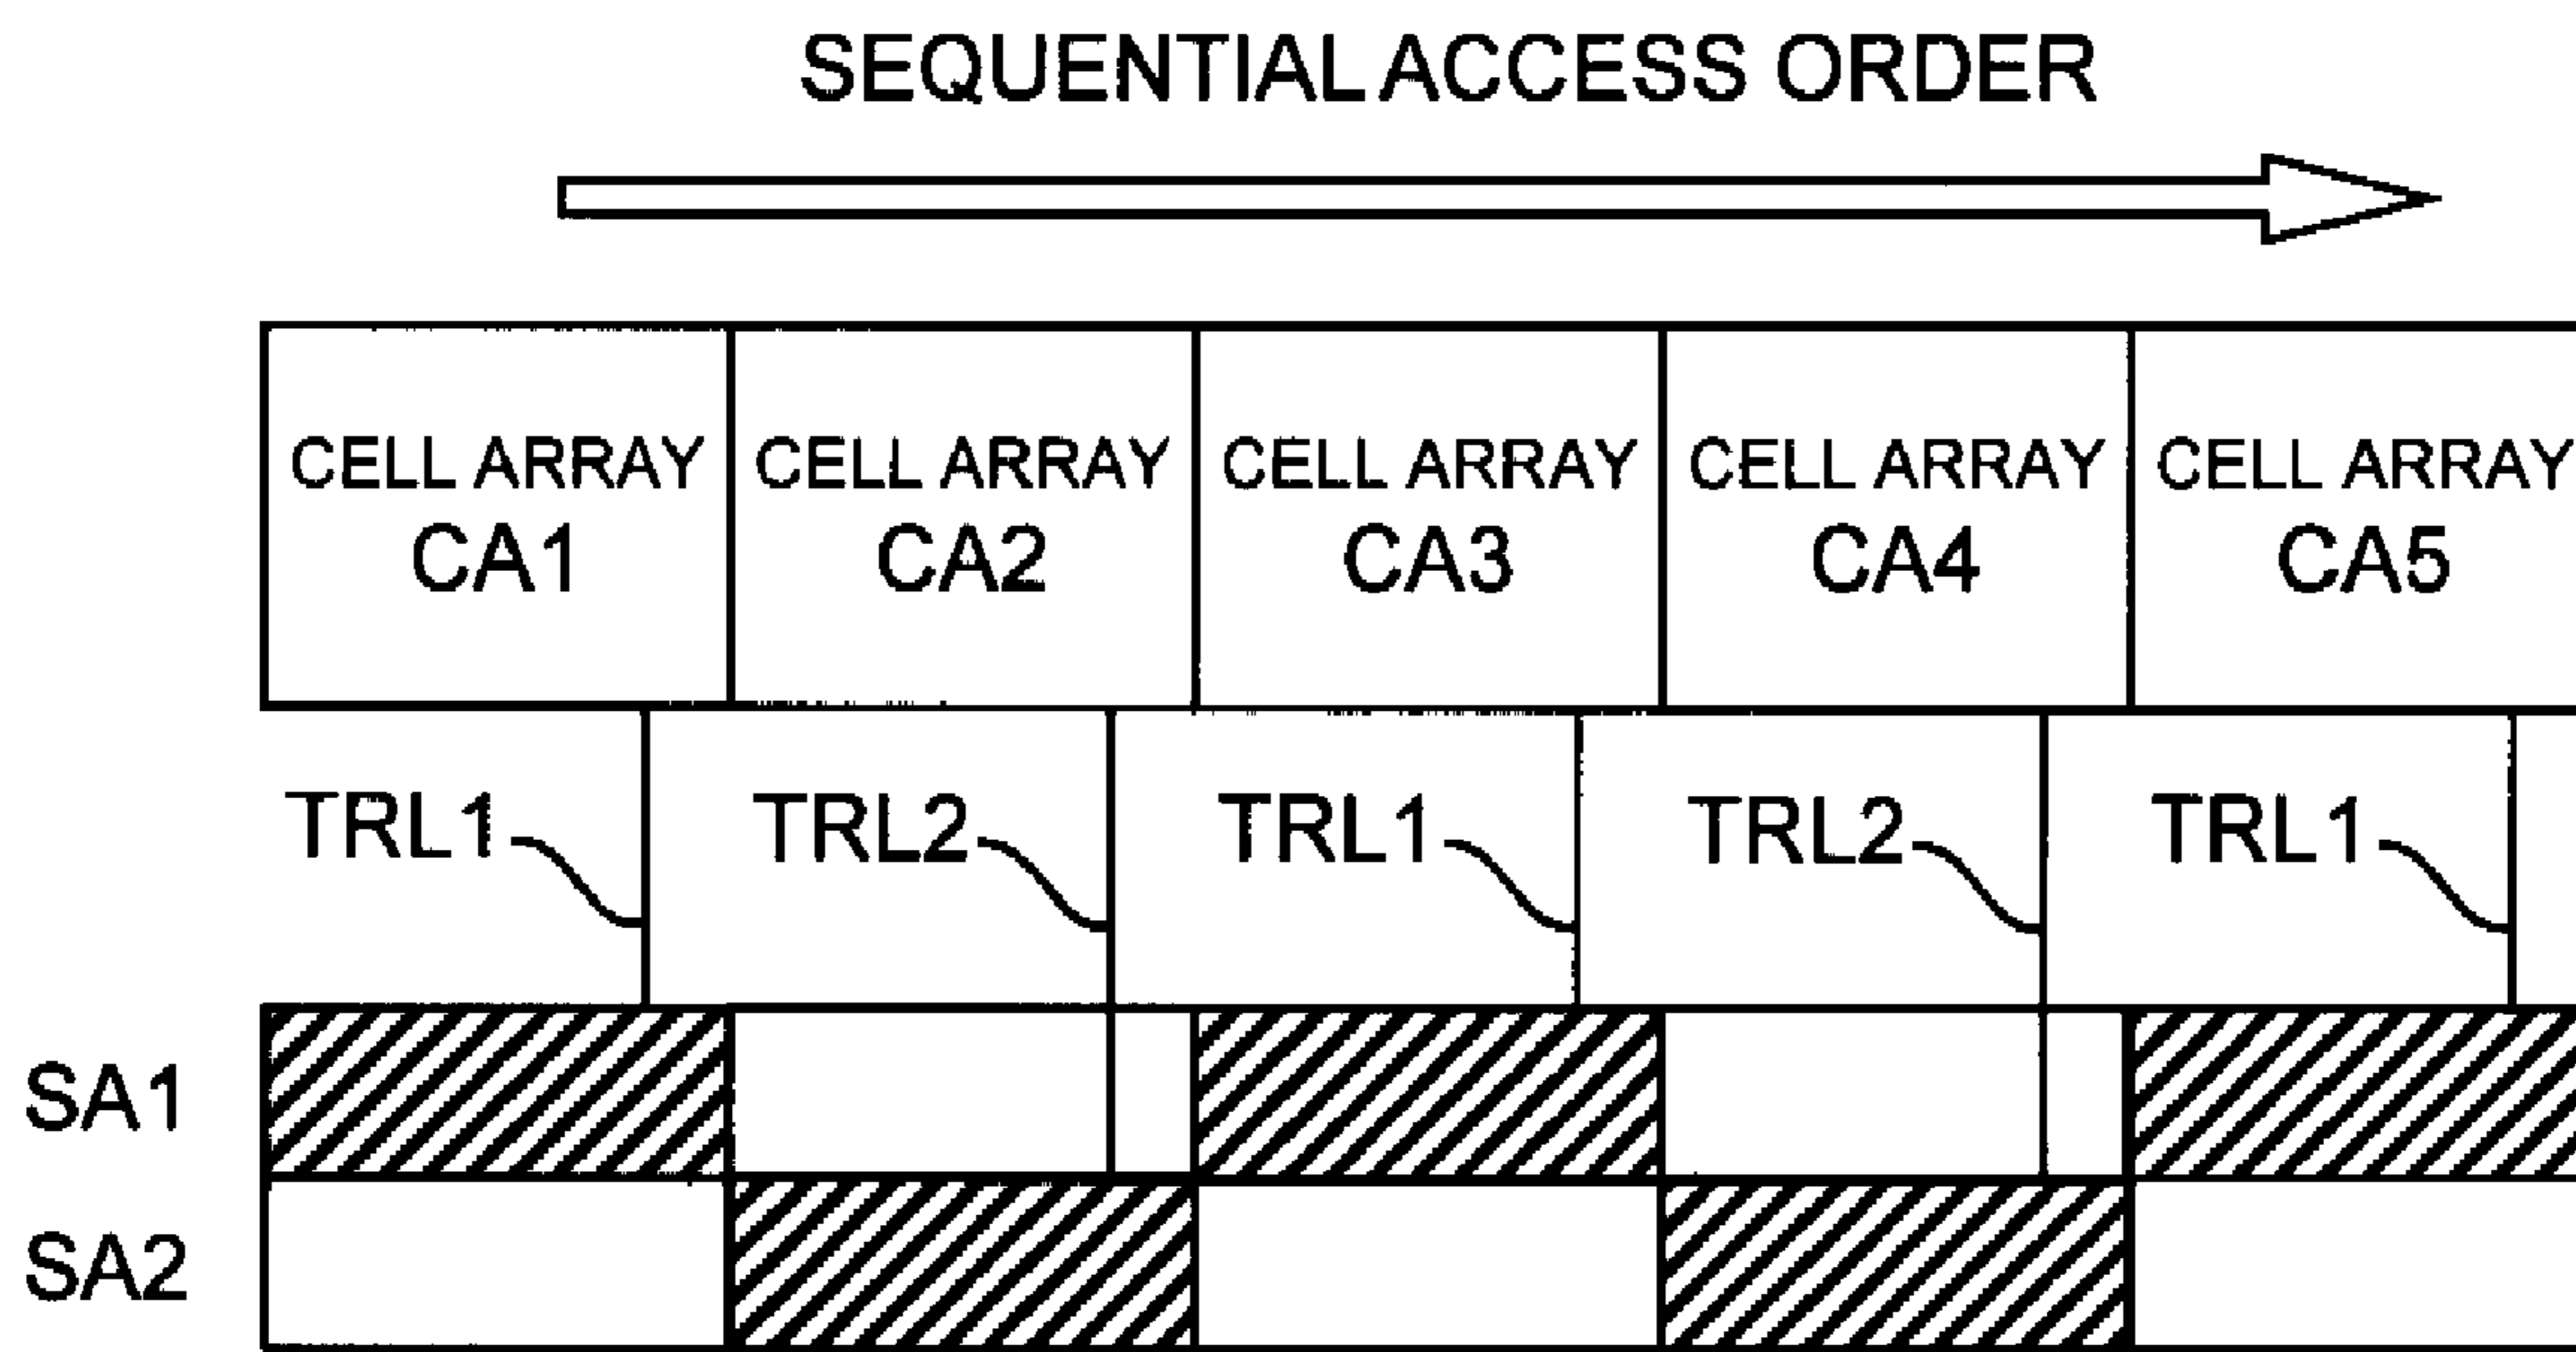 SEQUENTIAL ACCESS ORDER
CELL ARRAY CELL ARRAY CELL ARRAY CELL ARRAY CELL ARRAY
CA1 CA2 CA3 CA4 CA5
TRL1 TRL2 TRL1 TRL2 TRL1
SA1
SA2